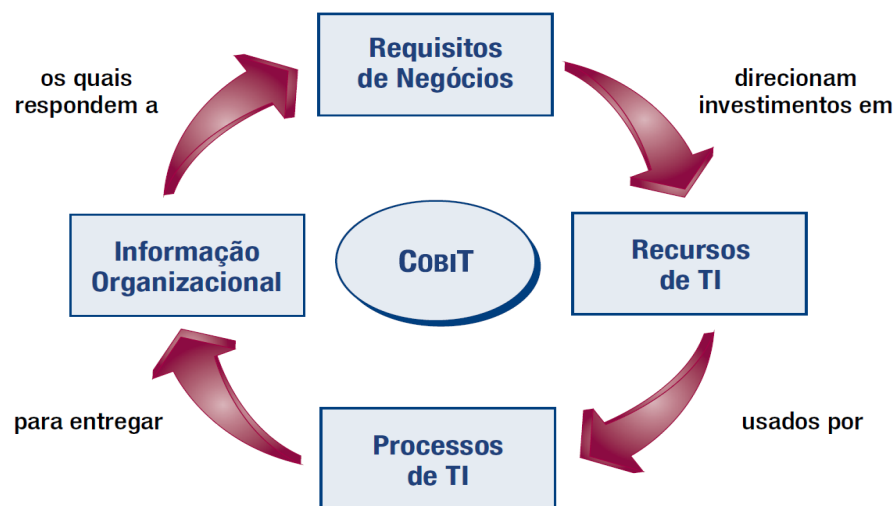 Requisitos
de Negócios
direcionam
investimentos em
Recursos
de TI
usados por
Processos
de TI
para entregar
Informação
Organizacional
os quais
respondem a
COBIT